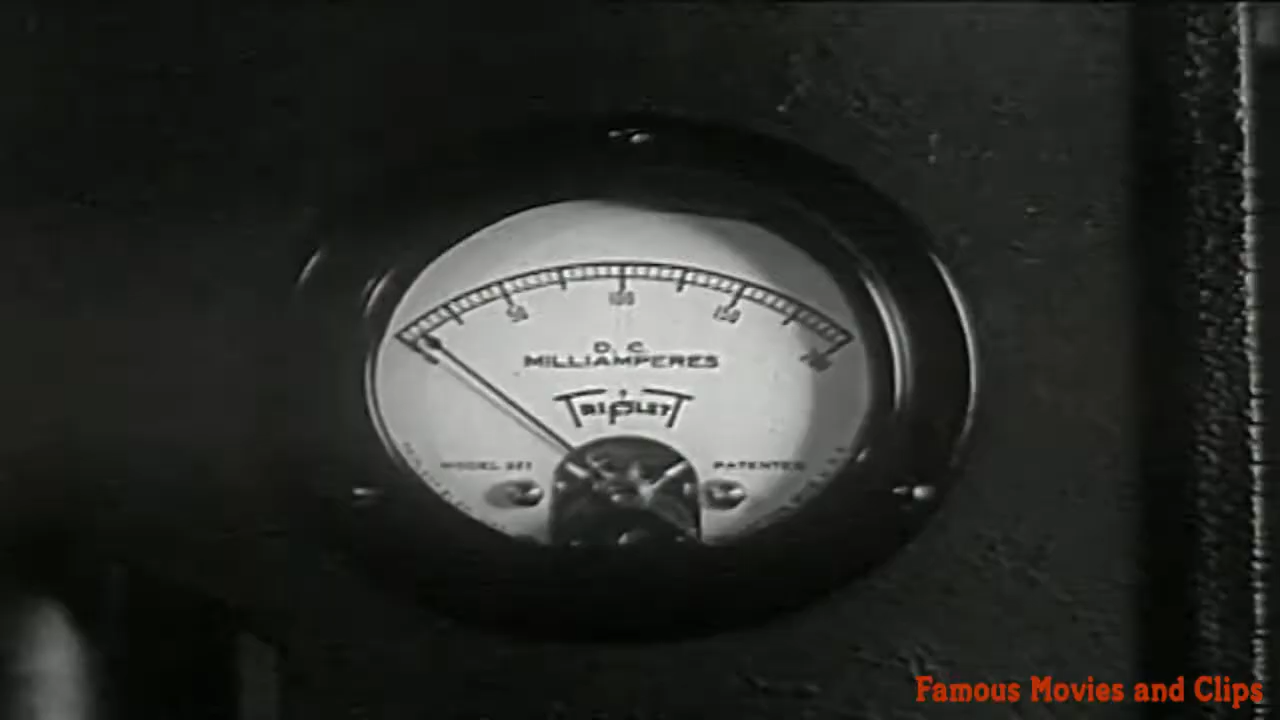 50 100 150 200
D. C.
MILLIAMPERES
TRIPLETT
MODEL 321 PATENTED
Famous Movies and Clips